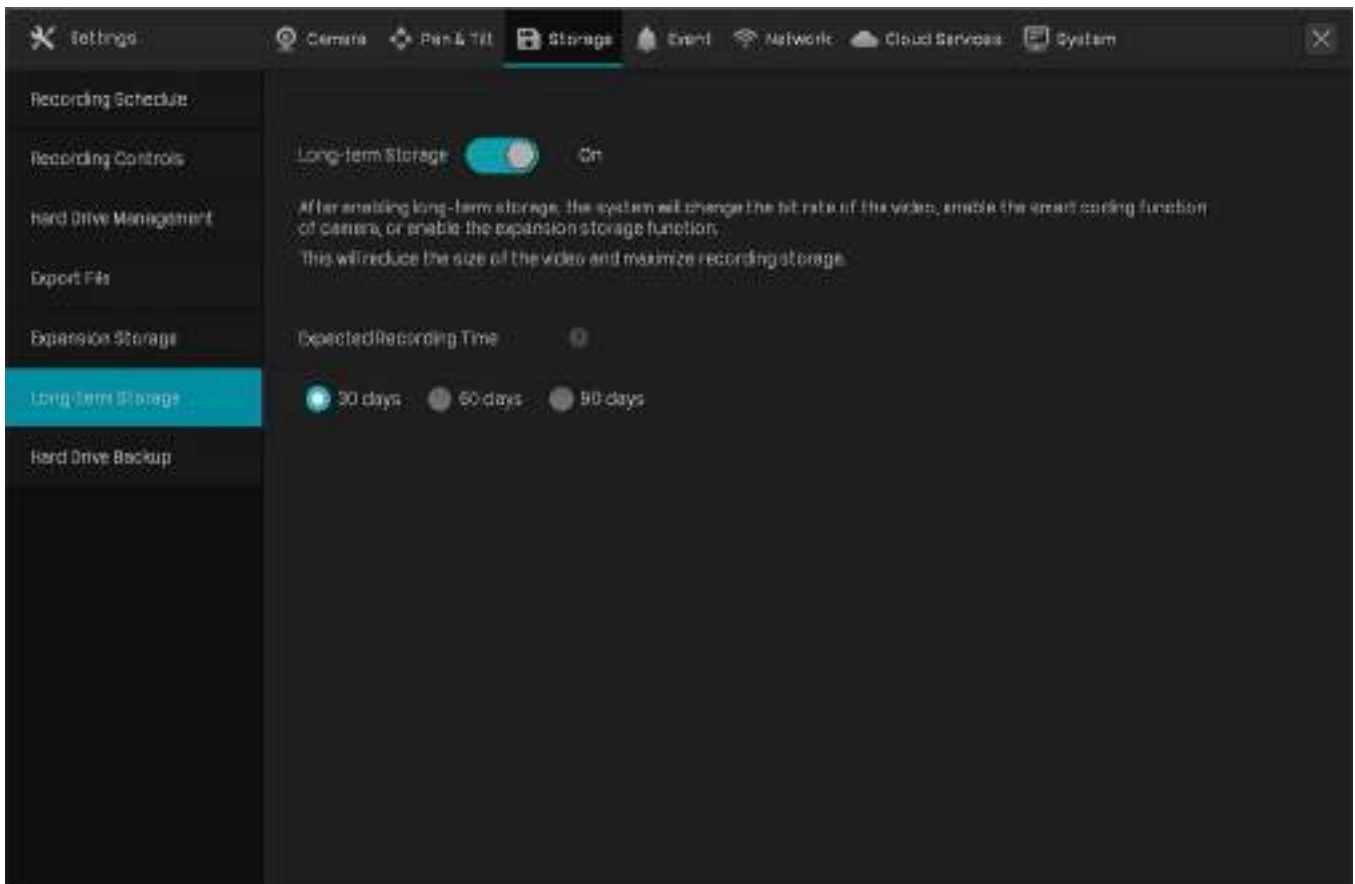 Settings
Camera Pan & Tilt Storage Event Network Cloud Services System
Recording Schedule
Recording Controls
Long-term Storage On
Hard Drive Management
After enabling long-term storage, the system will change the bit rate of the video, enable the smart coding function
of camera, or enable the expansion storage function.
This will reduce the size of the video and maximize recording storage.
Export File
Expansion Storage
Expected Recording Time
Long-term Storage
30 days 60 days 90 days
Hard Drive Backup